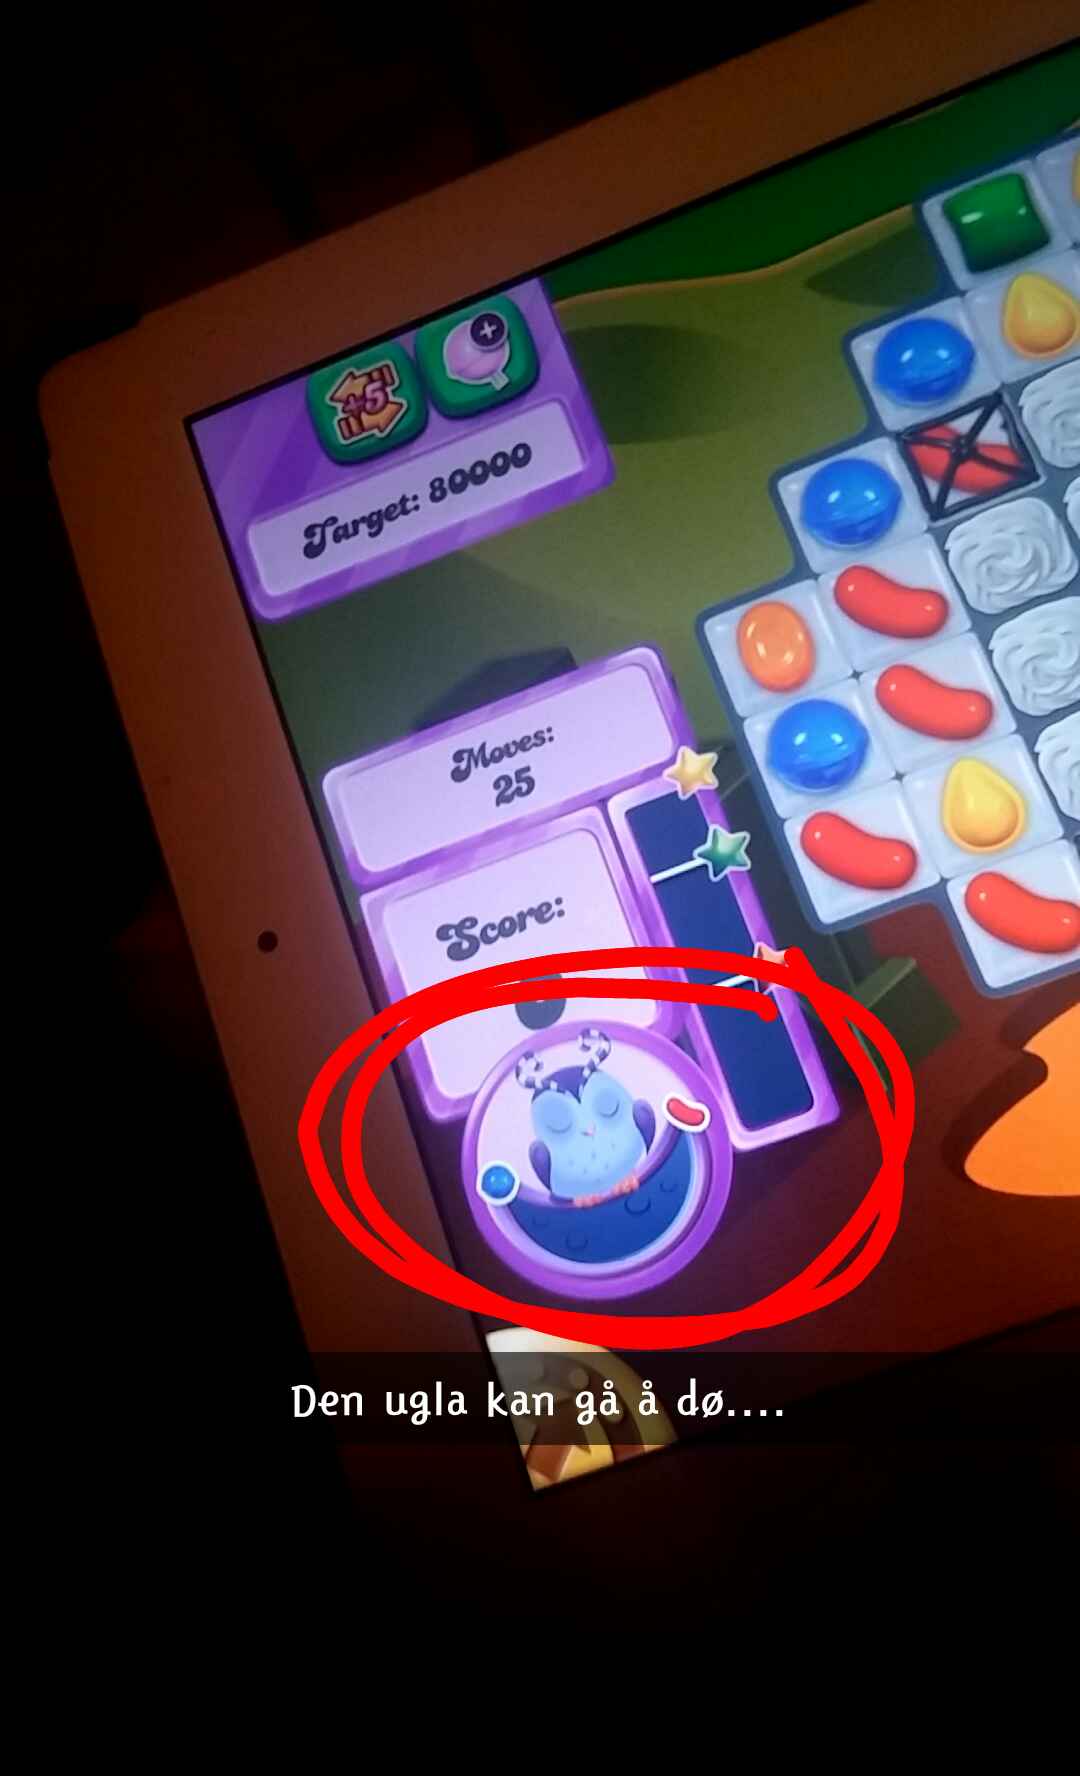 +5
+
Target: 80000
Moves:
25
Score:
Den ugla kan gå å dø....